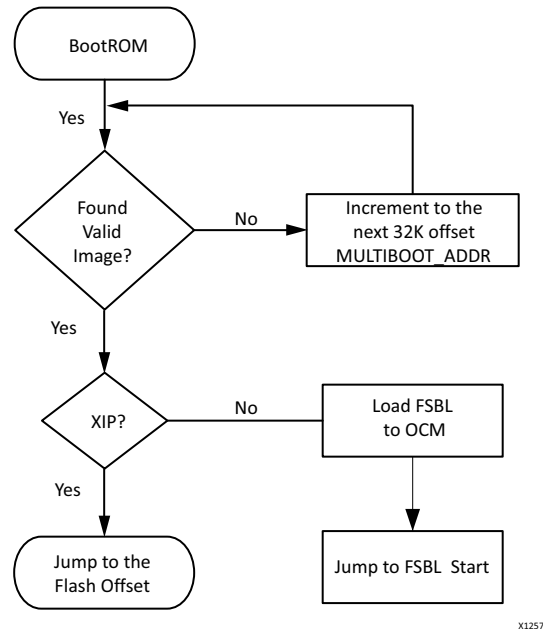 BootROM
Yes
Found
Valid
Image?
No
Increment to the
next 32K offset
MULTIBOOT_ADDR
Yes
XIP?
No
Load FSBL
to OCM
Yes
Jump to the
Flash Offset
Jump to FSBL Start
X1257